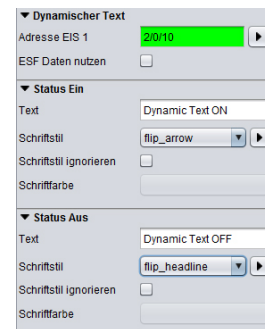 ▼ Dynamischer Text
Adresse EIS 1 2/0/10
ESF Daten nutzen
▼ Status Ein
Text Dynamic Text ON
Schriftstil flip_arrow
Schriftstil ignorieren
Schriftfarbe
▼ Status Aus
Text Dynamic Text OFF
Schriftstil flip_headline
Schriftstil ignorieren
Schriftfarbe